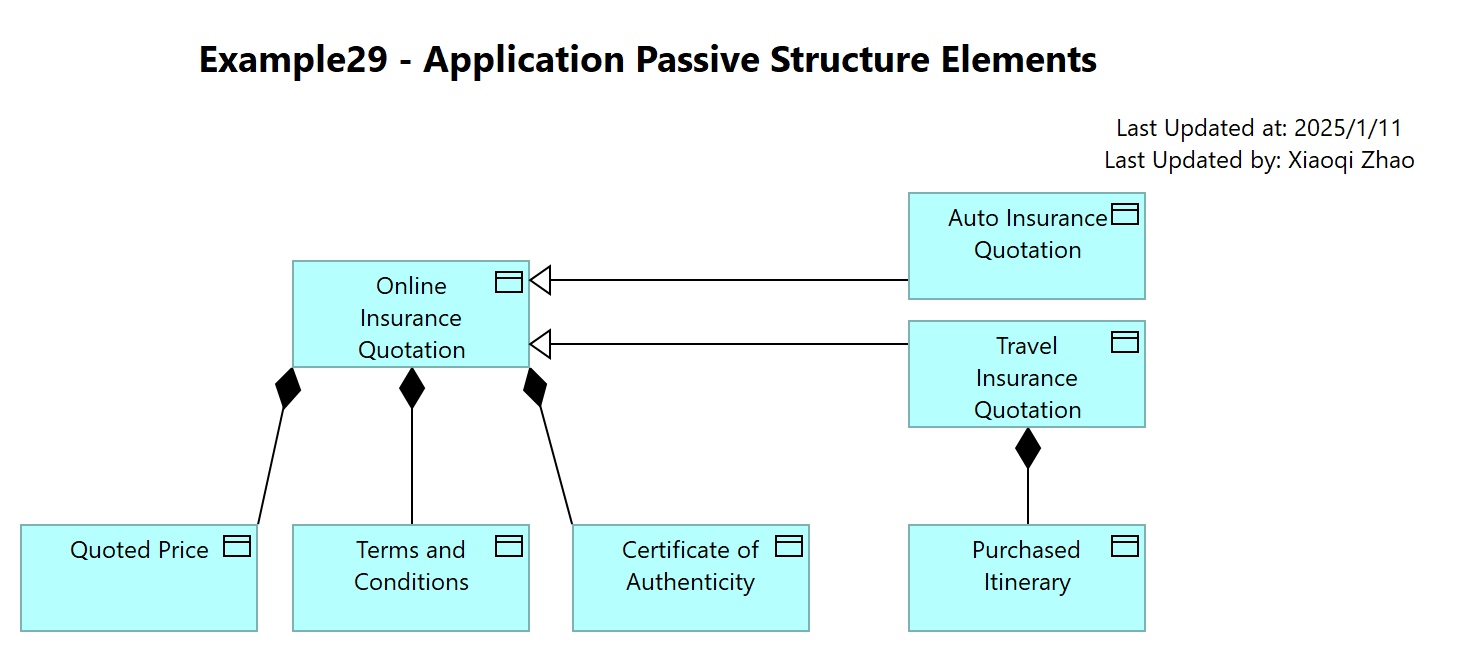 Example29 - Application Passive Structure Elements
Last Updated at: 2025/1/11
Last Updated by: Xiaoqi Zhao
Auto Insurance
Quotation
Online
Insurance
Quotation
Travel
Insurance
Quotation
Quoted Price
Terms and
Conditions
Certificate of
Authenticity
Purchased
Itinerary